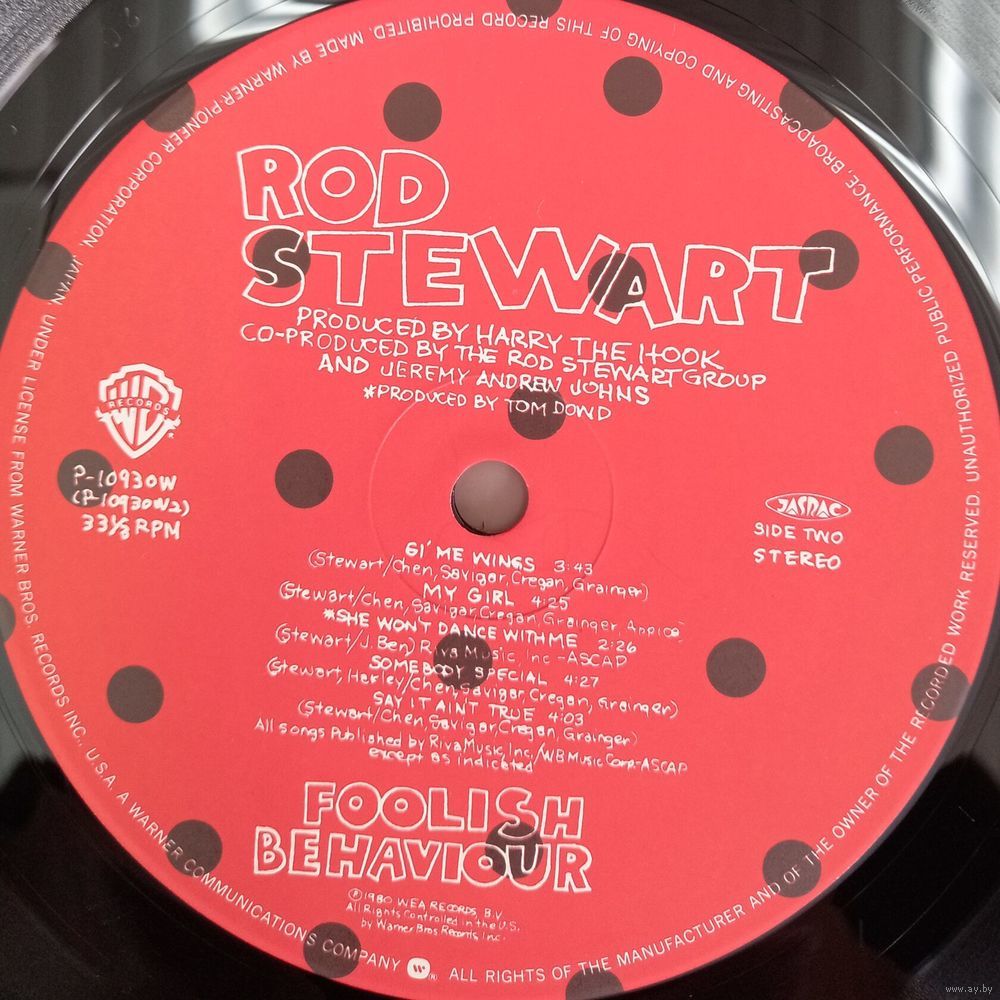 ROD
STEWART
PRODUCED BY HARRY THE HOOK
CO-PRODUCED BY THE ROD STEWART GROUP
AND JEREMY ANDREW JOHNS
*PRODUCED BY TOM DOWD
WB
RECORDS
P-10930W
(P-10930W2)
33⅓ RPM
JASRAC
SIDE TWO
STEREO
GI' ME WINGS 3:43
(Stewart/Chen, Savigar, Cregan, Grainger)
MY GIRL 4:25
(Stewart/Chen, Savigar, Cregan, Grainger, Appice
*SHE WON'T DANCE WITH ME 2:26
(Stewart/J. Ben) Riva Music, Inc-ASCAP
SOMEBODY SPECIAL 4:27
(Stewart, Harley/Chen, Savigar, Cregan, Grainger)
SAY IT AIN'T TRUE 4:03
(Stewart/Chen, Savigar, Cregan, Grainger)
All songs Published by Riva Music, Inc./WB Music Corp.-ASCAP
except as indicated
FOOLISH
BEHAVIOUR
℗1980, WEA RECORDS, B.V.
All Rights Controlled in the U.S.
by Warner Bros. Records, Inc.
MADE BY WARNER-PIONEER CORPORATION, JAPAN, UNDER LICENSE FROM WARNER BROS. RECORDS INC., U.S.A. A WARNER COMMUNICATIONS COMPANY ALL RIGHTS OF THE MANUFACTURER AND OF THE OWNER OF THE RECORDED WORK RESERVED. UNAUTHORIZED PUBLIC PERFORMANCE, BROADCASTING AND COPYING OF THIS RECORD PROHIBITED.
www.ay.by